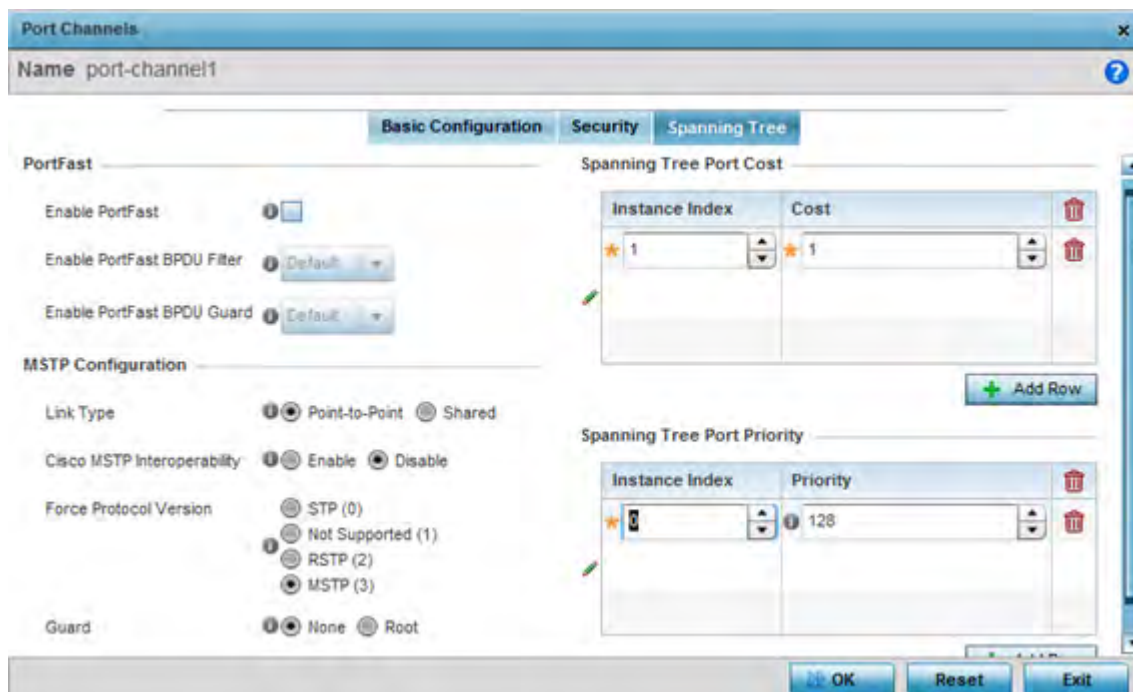 Port Channels
Name port-channel1
Basic Configuration Security Spanning Tree
PortFast
Enable PortFast
Enable PortFast BPDU Filter Default
Enable PortFast BPDU Guard Default
MSTP Configuration
Link Type Point-to-Point Shared
Cisco MSTP Interoperability Enable Disable
Force Protocol Version STP (0)
Not Supported (1)
RSTP (2)
MSTP (3)
Guard None Root
Spanning Tree Port Cost
Instance Index Cost
1 1
Add Row
Spanning Tree Port Priority
Instance Index Priority
0 128
Add Row
OK Reset Exit